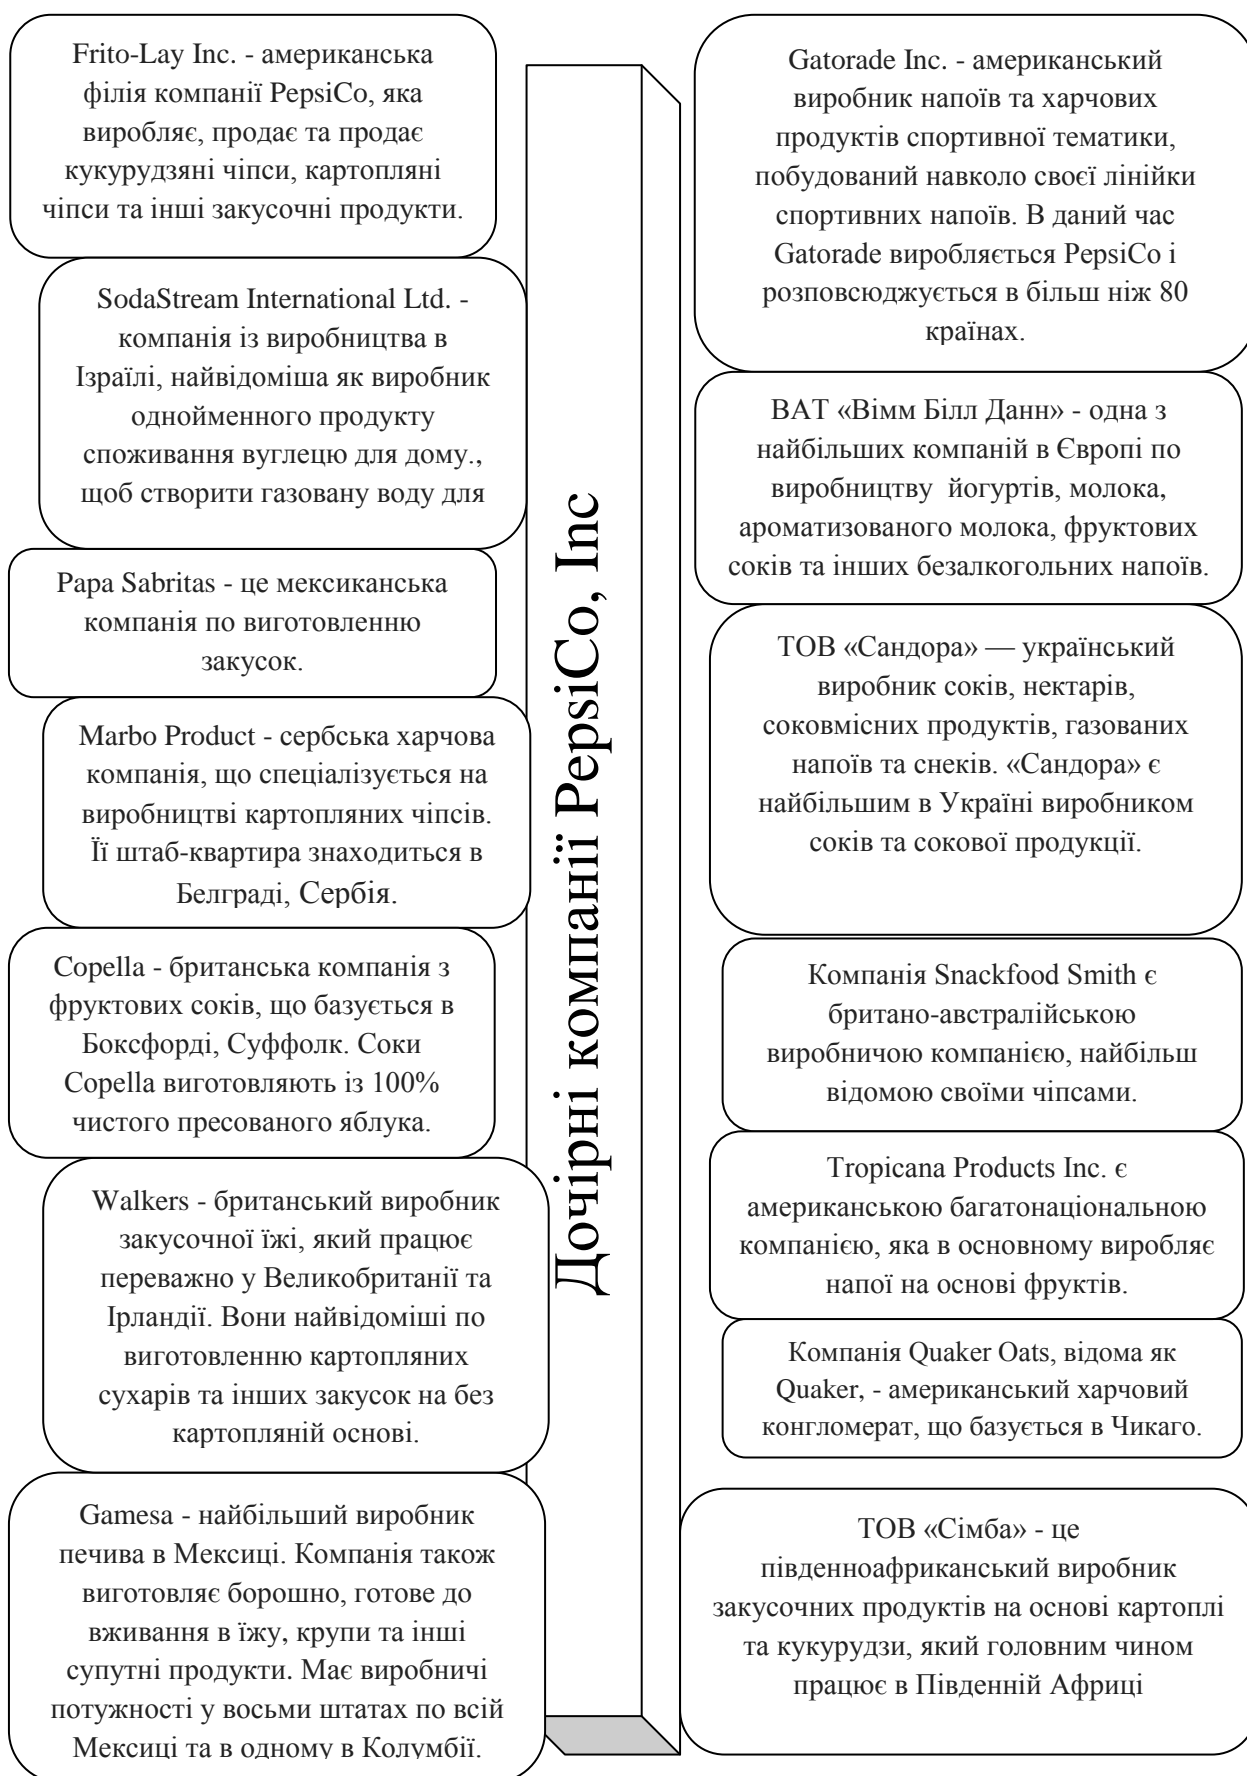 Frito-Lay Inc. - американська
філія компанії PepsiCo, яка
виробляє, продає та продає
кукурудзяні чіпси, картопляні
чіпси та інші закусочні продукти.
SodaStream International Ltd. -
компанія із виробництва в
Ізраїлі, найвідоміша як виробник
однойменного продукту
споживання вуглецю для дому.,
щоб створити газовану воду для
Papa Sabritas - це мексиканська
компанія по виготовленню
закусок.
Marbo Product - сербська харчова
компанія, що спеціалізується на
виробництві картопляних чіпсів.
Її штаб-квартира знаходиться в
Белграді, Сербія.
Copella - британська компанія з
фруктових соків, що базується в
Боксфорді, Суффолк. Соки
Copella виготовляють із 100%
чистого пресованого яблука.
Walkers - британський виробник
закусочної їжі, який працює
переважно у Великобританії та
Ірландії. Вони найвідоміші по
виготовленню картопляних
сухарів та інших закусок на без
картопляній основі.
Gamesa - найбільший виробник
печива в Мексиці. Компанія також
виготовляє борошно, готове до
вживання в їжу, крупи та інші
супутні продукти. Має виробничі
потужності у восьми штатах по всій
Мексиці та в одному в Колумбії.
Дочірні компанії PepsiCo, Inc
Gatorade Inc. - американський
виробник напоїв та харчових
продуктів спортивної тематики,
побудований навколо своєї лінійки
спортивних напоїв. В даний час
Gatorade виробляється PepsiCo і
розповсюджується в більш ніж 80
країнах.
ВАТ «Вімм Білл Данн» - одна з
найбільших компаній в Європі по
виробництву йогуртів, молока,
ароматизованого молока, фруктових
соків та інших безалкогольних напоїв.
ТОВ «Сандора» — український
виробник соків, нектарів,
соковмісних продуктів, газованих
напоїв та снеків. «Сандора» є
найбільшим в Україні виробником
соків та сокової продукції.
Компанія Snackfood Smith є
британо-австралійською
виробничою компанією, найбільш
відомою своїми чіпсами.
Tropicana Products Inc. є
американською багатонаціональною
компанією, яка в основному виробляє
напої на основі фруктів.
Компанія Quaker Oats, відома як
Quaker, - американський харчовий
конгломерат, що базується в Чикаго.
ТОВ «Сімба» - це
південноафриканський виробник
закусочних продуктів на основі картоплі
та кукурудзи, який головним чином
працює в Південній Африці